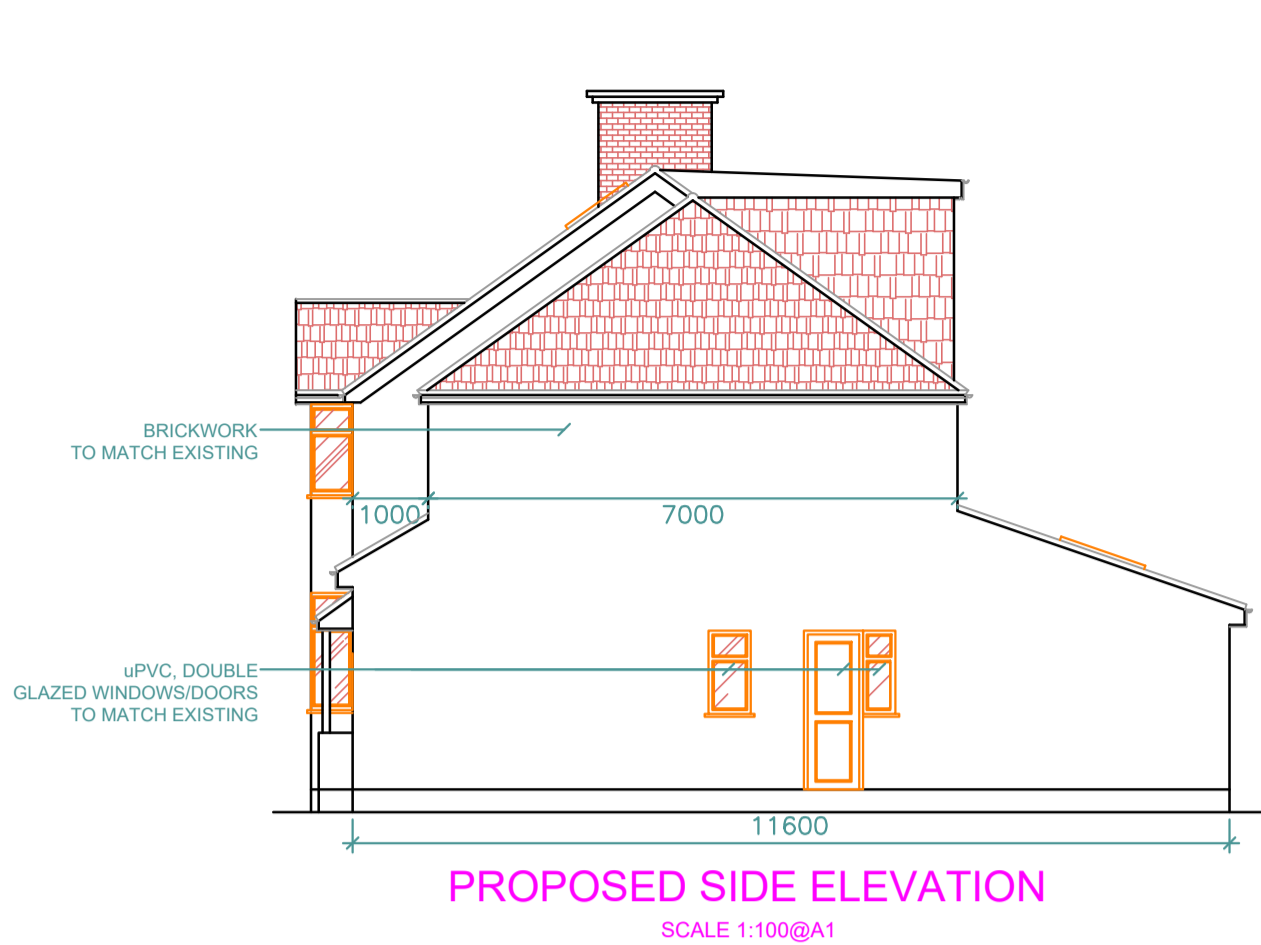 BRICKWORK
TO MATCH EXISTING
1000
7000
uPVC, DOUBLE
GLAZED WINDOWS/DOORS
TO MATCH EXISTING
11600
PROPOSED SIDE ELEVATION
SCALE 1:100@A1